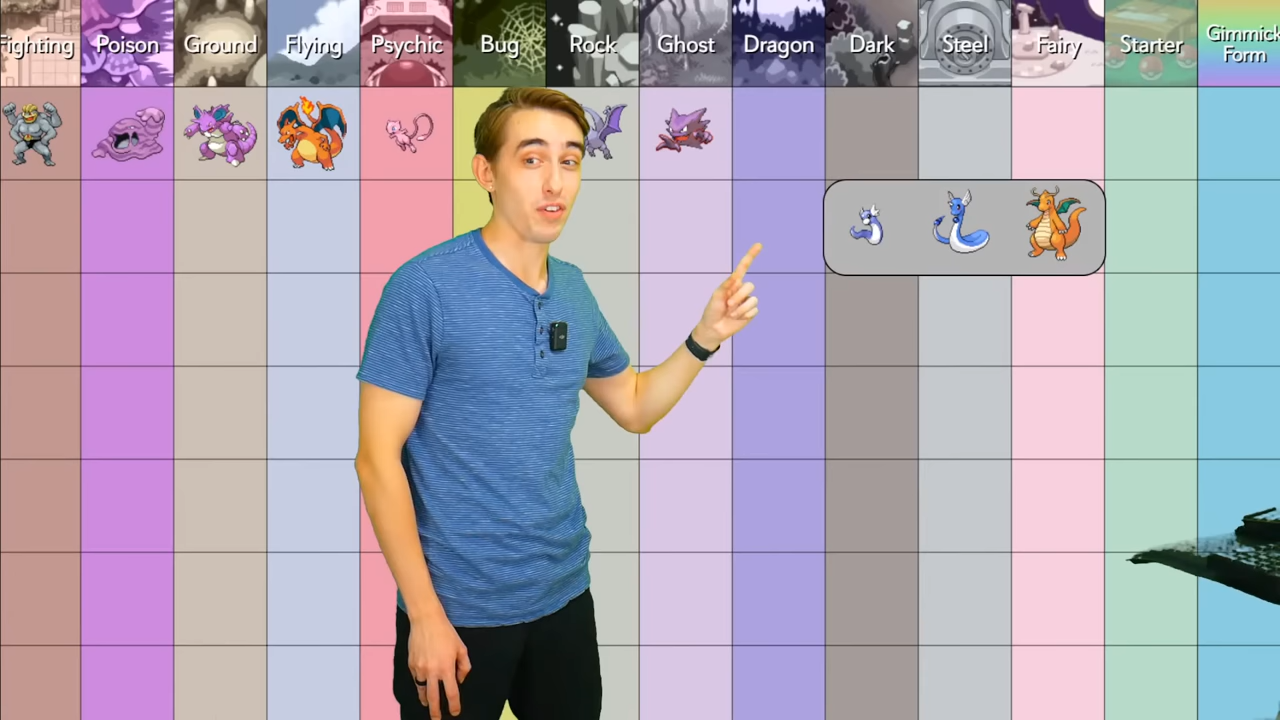 Fighting
Poison
Ground
Flying
Psychic
Bug
Rock
Ghost
Dragon
Dark
Steel
Fairy
Starter
Gimmick
Form